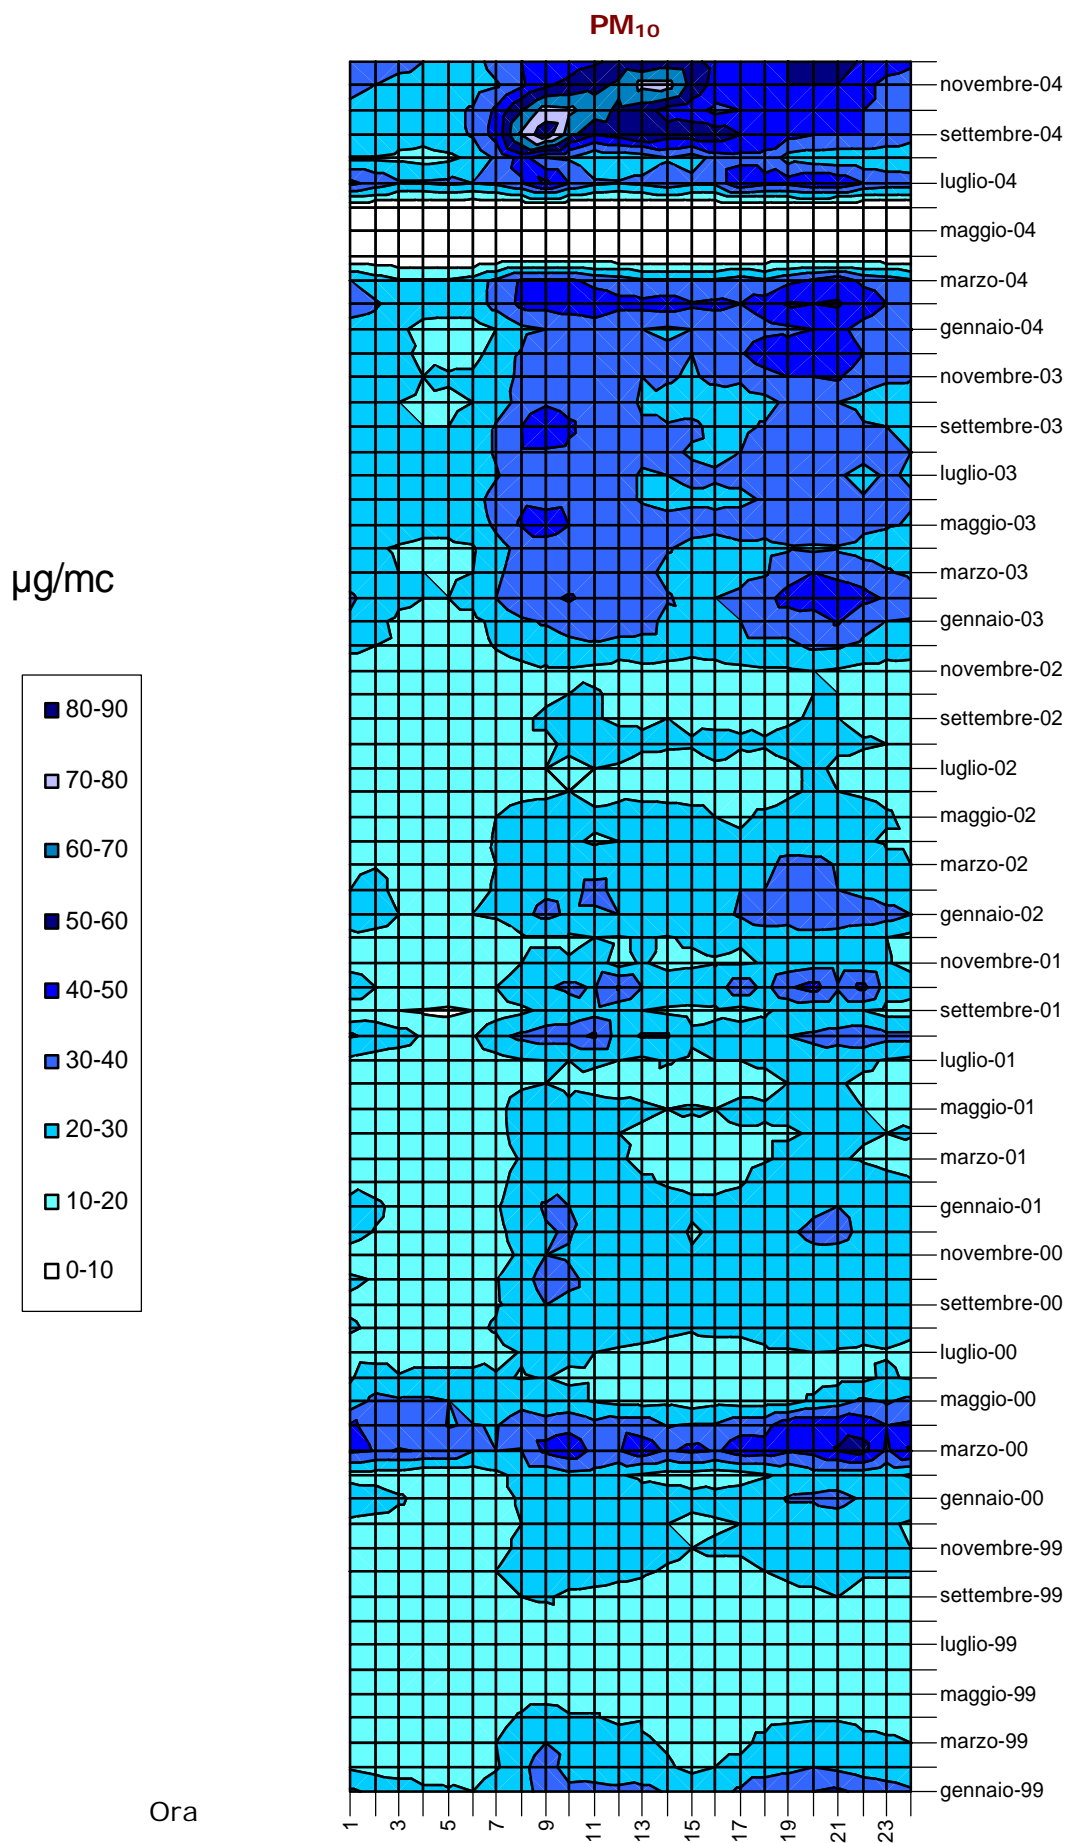 PM₁₀
µg/mc
80-90
70-80
60-70
50-60
40-50
30-40
20-30
10-20
0-10
novembre-04
settembre-04
luglio-04
maggio-04
marzo-04
gennaio-04
novembre-03
settembre-03
luglio-03
maggio-03
marzo-03
gennaio-03
novembre-02
settembre-02
luglio-02
maggio-02
marzo-02
gennaio-02
novembre-01
settembre-01
luglio-01
maggio-01
marzo-01
gennaio-01
novembre-00
settembre-00
luglio-00
maggio-00
marzo-00
gennaio-00
novembre-99
settembre-99
luglio-99
maggio-99
marzo-99
gennaio-99
Ora
1
3
5
7
9
11
13
15
17
19
21
23